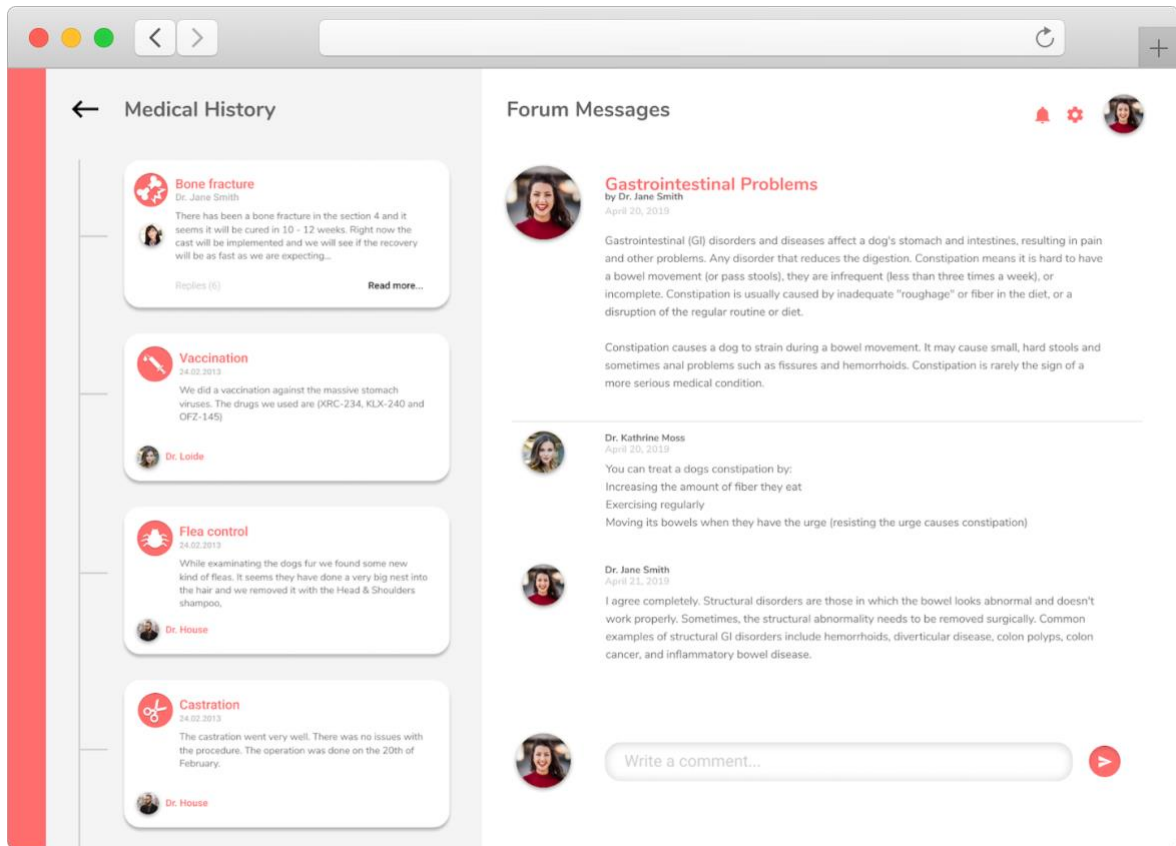 Medical History
Bone fracture
Dr. Jane Smith
There has been a bone fracture in the section 4 and it
seems it will be cured in 10 - 12 weeks. Right now the
cast will be implemented and we will see if the recovery
will be as fast as we are expecting...
Replies (6)
Read more...
Vaccination
24.02.2013
We did a vaccination against the massive stomach
viruses. The drugs we used are (XRC-234, KLX-240 and
OFZ-145)
Dr. Loide
Flea control
24.02.2013
While examinating the dogs fur we found some new
kind of fleas. It seems they have done a very big nest into
the hair and we removed it with the Head & Shoulders
shampoo,
Dr. House
Castration
24.02.2013
The castration went very well. There was no issues with
the procedure. The operation was done on the 20th of
February.
Dr. House
Forum Messages
Gastrointestinal Problems
by Dr. Jane Smith
April 20, 2019
Gastrointestinal (GI) disorders and diseases affect a dog's stomach and intestines, resulting in pain
and other problems. Any disorder that reduces the digestion. Constipation means it is hard to have
a bowel movement (or pass stools), they are infrequent (less than three times a week), or
incomplete. Constipation is usually caused by inadequate "roughage" or fiber in the diet, or a
disruption of the regular routine or diet.
Constipation causes a dog to strain during a bowel movement. It may cause small, hard stools and
sometimes anal problems such as fissures and hemorrhoids. Constipation is rarely the sign of a
more serious medical condition.
Dr. Kathrine Moss
April 20, 2019
You can treat a dogs constipation by:
Increasing the amount of fiber they eat
Exercising regularly
Moving its bowels when they have the urge (resisting the urge causes constipation)
Dr. Jane Smith
April 21, 2019
I agree completely. Structural disorders are those in which the bowel looks abnormal and doesn't
work properly. Sometimes, the structural abnormality needs to be removed surgically. Common
examples of structural GI disorders include hemorrhoids, diverticular disease, colon polyps, colon
cancer, and inflammatory bowel disease.
Write a comment...